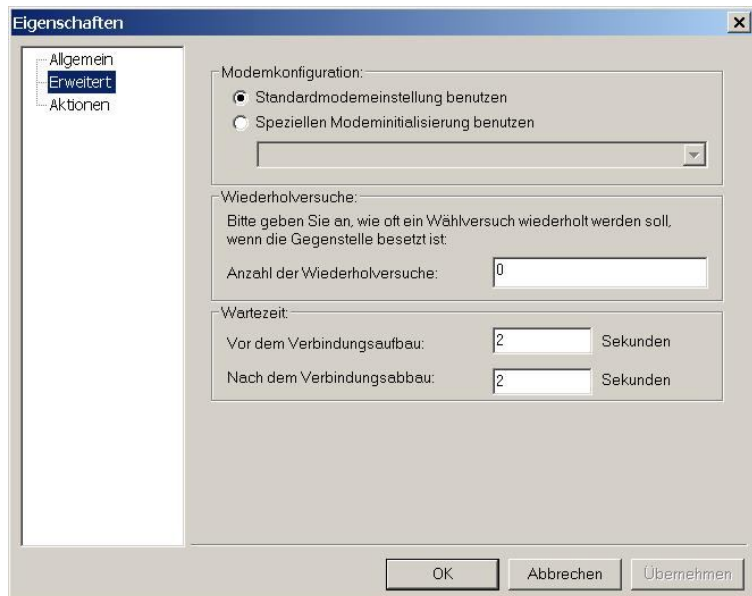 Eigenschaften
Allgemein
Erweitert
Aktionen
Modemkonfiguration:
Standardmodemeinstellung benutzen
Speziellen Modeminitialisierung benutzen
Wiederholversuche:
Bitte geben Sie an, wie oft ein Wählversuch wiederholt werden soll,
wenn die Gegenstelle besetzt ist:
Anzahl der Wiederholversuche: 0
Wartezeit:
Vor dem Verbindungsaufbau: 2 Sekunden
Nach dem Verbindungsabbau: 2 Sekunden
OK Abbrechen Übernehmen